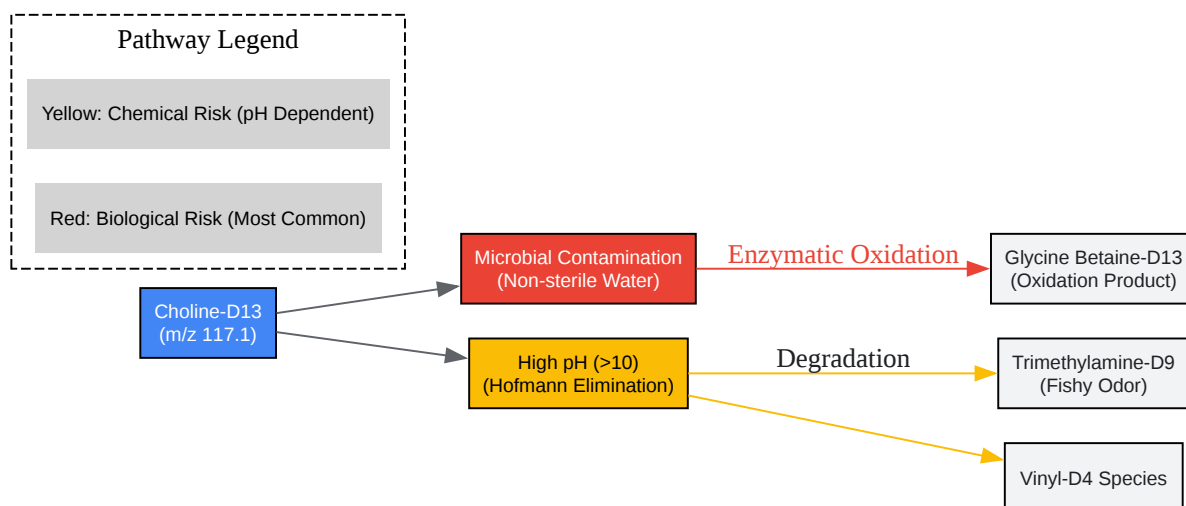 Pathway Legend
Yellow: Chemical Risk (pH Dependent)
Red: Biological Risk (Most Common)
Choline-D13
(m/z 117.1)
Microbial Contamination
(Non-sterile Water)
Enzymatic Oxidation
Glycine Betaine-D13
(Oxidation Product)
High pH (>10)
(Hofmann Elimination)
Degradation
Trimethylamine-D9
(Fishy Odor)
Vinyl-D4 Species